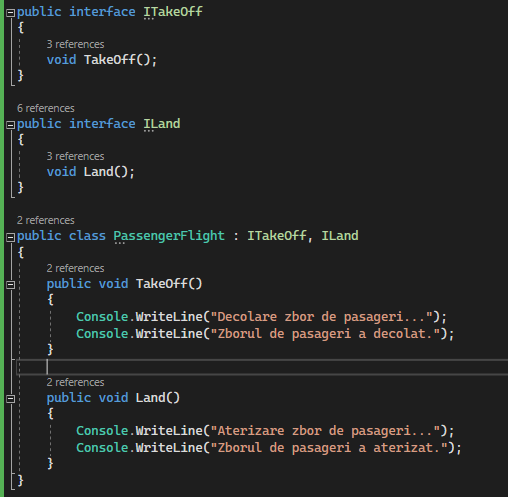 public interface ITakeOff
{
3 references
void TakeOff();
}
6 references
public interface ILand
{
3 references
void Land();
}
2 references
public class PassengerFlight : ITakeOff, ILand
{
2 references
public void TakeOff()
{
Console.WriteLine("Decolare zbor de pasageri...");
Console.WriteLine("Zborul de pasageri a decolat.");
}
2 references
public void Land()
{
Console.WriteLine("Aterizare zbor de pasageri...");
Console.WriteLine("Zborul de pasageri a aterizat.");
}
}